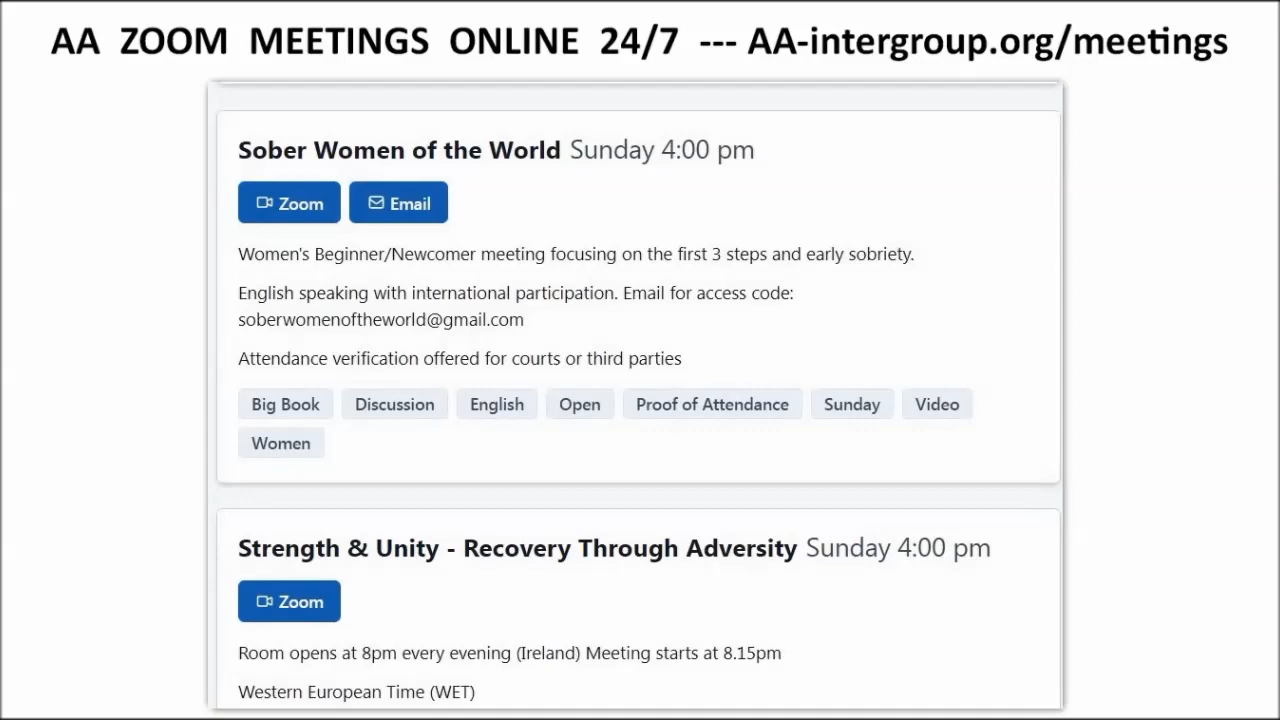 AA ZOOM MEETINGS ONLINE 24/7 --- AA-intergroup.org/meetings
Sober Women of the World Sunday 4:00 pm
Zoom Email
Women's Beginner/Newcomer meeting focusing on the first 3 steps and early sobriety.
English speaking with international participation. Email for access code:
soberwomenoftheworld@gmail.com
Attendance verification offered for courts or third parties
Big Book Discussion English Open Proof of Attendance Sunday Video
Women
Strength & Unity - Recovery Through Adversity Sunday 4:00 pm
Zoom
Room opens at 8pm every evening (Ireland) Meeting starts at 8.15pm
Western European Time (WET)